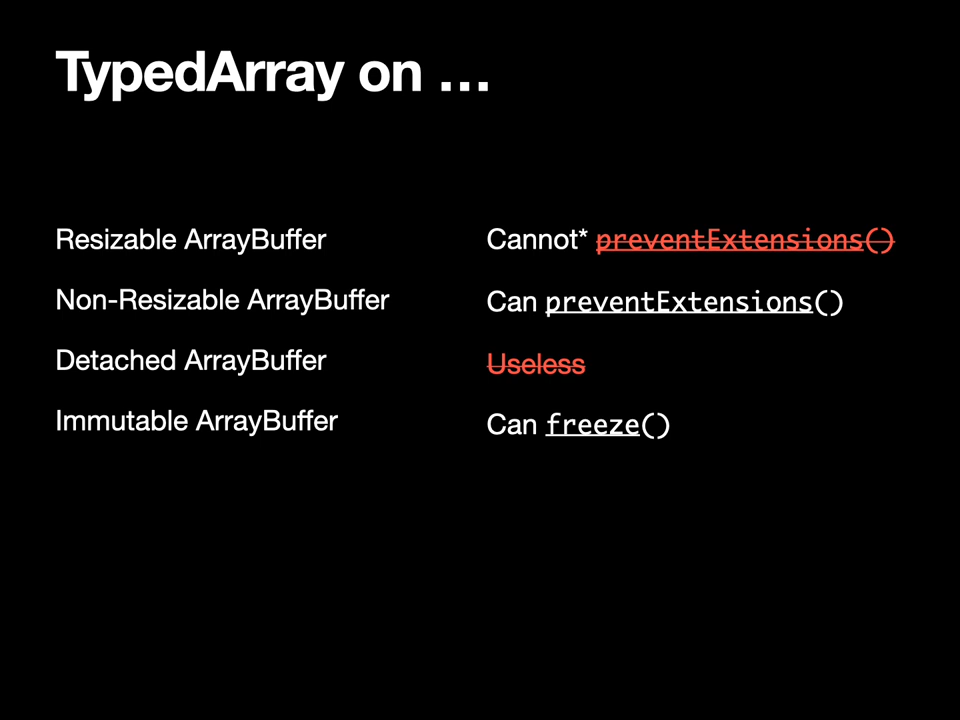 TypedArray on …
Resizable ArrayBuffer Cannot* preventExtensions()
Non-Resizable ArrayBuffer Can preventExtensions()
Detached ArrayBuffer Useless
Immutable ArrayBuffer Can freeze()